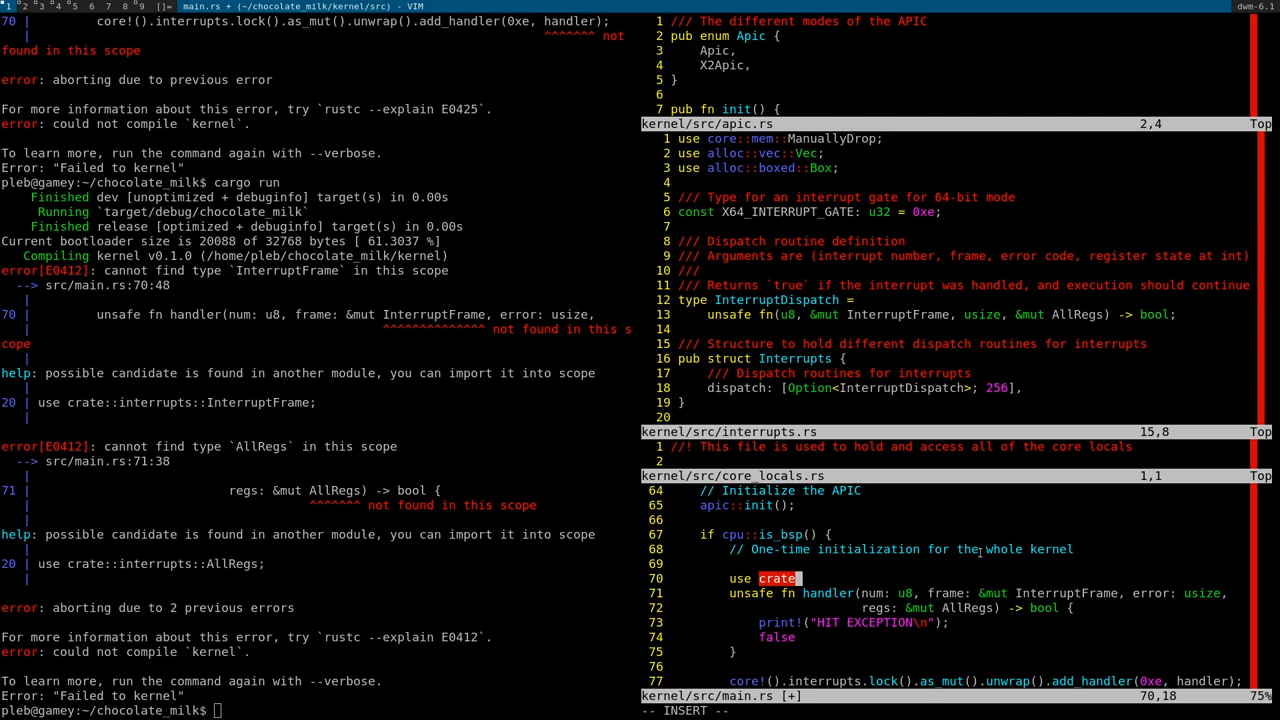 1 2 3 4 5 6 7 8 9 []= main.rs + (~/chocolate_milk/kernel/src) - VIM dwm-6.1
70 | core!().interrupts.lock().as_mut().unwrap().add_handler(0xe, handler);
| ^^^^^^^ not
found in this scope
error: aborting due to previous error
For more information about this error, try `rustc --explain E0425`.
error: could not compile `kernel`.
To learn more, run the command again with --verbose.
Error: "Failed to kernel"
pleb@gamey:~/chocolate_milk$ cargo run
Finished dev [unoptimized + debuginfo] target(s) in 0.00s
Running `target/debug/chocolate_milk`
Finished release [optimized + debuginfo] target(s) in 0.00s
Current bootloader size is 20088 of 32768 bytes [ 61.3037 %]
Compiling kernel v0.1.0 (/home/pleb/chocolate_milk/kernel)
error[E0412]: cannot find type `InterruptFrame` in this scope
--> src/main.rs:70:48
|
70 | unsafe fn handler(num: u8, frame: &mut InterruptFrame, error: usize,
| ^^^^^^^^^^^^^^ not found in this s
cope
|
help: possible candidate is found in another module, you can import it into scope
|
20 | use crate::interrupts::InterruptFrame;
|
error[E0412]: cannot find type `AllRegs` in this scope
--> src/main.rs:71:38
|
71 | regs: &mut AllRegs) -> bool {
| ^^^^^^^ not found in this scope
|
help: possible candidate is found in another module, you can import it into scope
|
20 | use crate::interrupts::AllRegs;
|
error: aborting due to 2 previous errors
For more information about this error, try `rustc --explain E0412`.
error: could not compile `kernel`.
To learn more, run the command again with --verbose.
Error: "Failed to kernel"
pleb@gamey:~/chocolate_milk$
1 /// The different modes of the APIC
2 pub enum Apic {
3 Apic,
4 X2Apic,
5 }
6
7 pub fn init() {
kernel/src/apic.rs 2,4 Top
1 use core::mem::ManuallyDrop;
2 use alloc::vec::Vec;
3 use alloc::boxed::Box;
4
5 /// Type for an interrupt gate for 64-bit mode
6 const X64_INTERRUPT_GATE: u32 = 0xe;
7
8 /// Dispatch routine definition
9 /// Arguments are (interrupt number, frame, error code, register state at int)
10 ///
11 /// Returns `true` if the interrupt was handled, and execution should continue
12 type InterruptDispatch =
13 unsafe fn(u8, &mut InterruptFrame, usize, &mut AllRegs) -> bool;
14
15 /// Structure to hold different dispatch routines for interrupts
16 pub struct Interrupts {
17 /// Dispatch routines for interrupts
18 dispatch: [Option<InterruptDispatch>; 256],
19 }
20
kernel/src/interrupts.rs 15,8 Top
1 //! This file is used to hold and access all of the core locals
2
kernel/src/core_locals.rs 1,1 Top
64 // Initialize the APIC
65 apic::init();
66
67 if cpu::is_bsp() {
68 // One-time initialization for the whole kernel
69
70 use crate
71 unsafe fn handler(num: u8, frame: &mut InterruptFrame, error: usize,
72 regs: &mut AllRegs) -> bool {
73 print!("HIT EXCEPTION\n");
74 false
75 }
76
77 core!().interrupts.lock().as_mut().unwrap().add_handler(0xe, handler);
kernel/src/main.rs [+] 70,18 75%
-- INSERT --